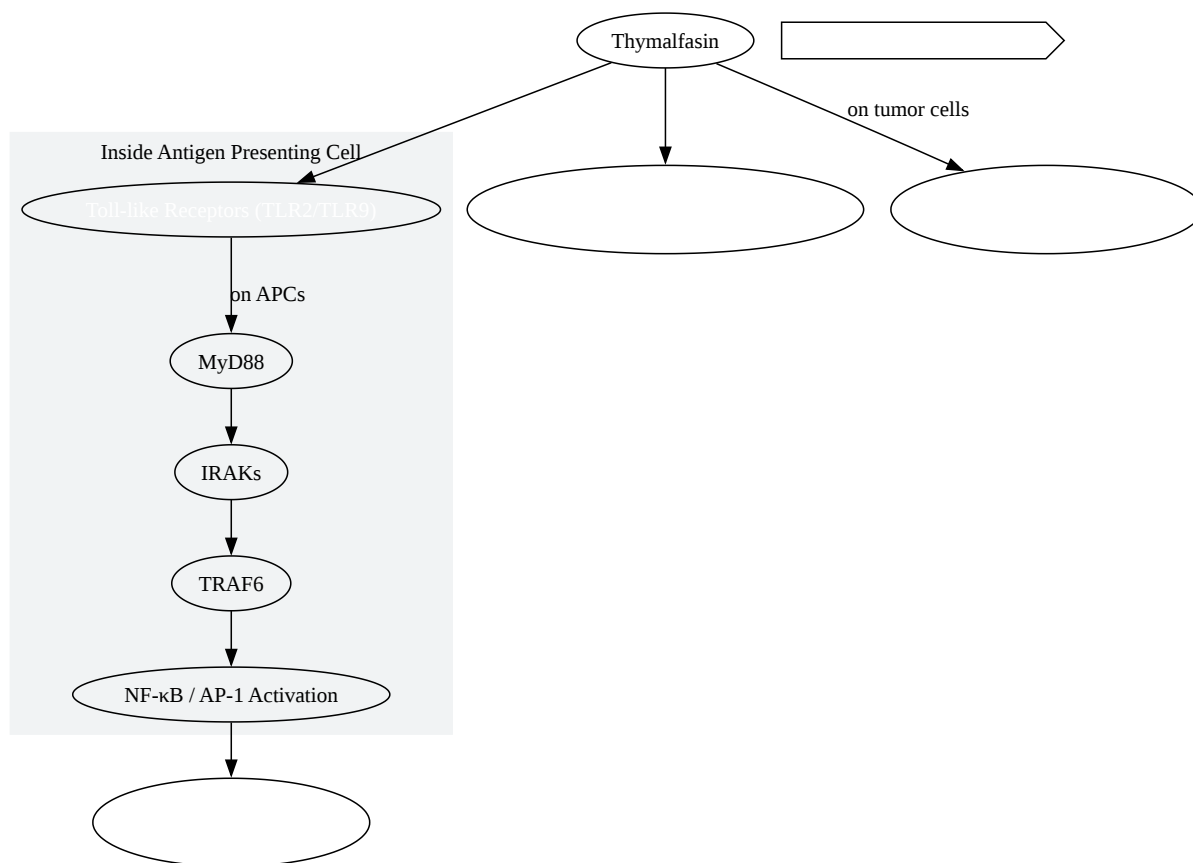 Thymalfasin
on tumor cells
Inside Antigen Presenting Cell
Toll-like Receptors (TLR2/TLR9)
on APCs
MyD88
IRAKs
TRAF6
NF-κB / AP-1 Activation